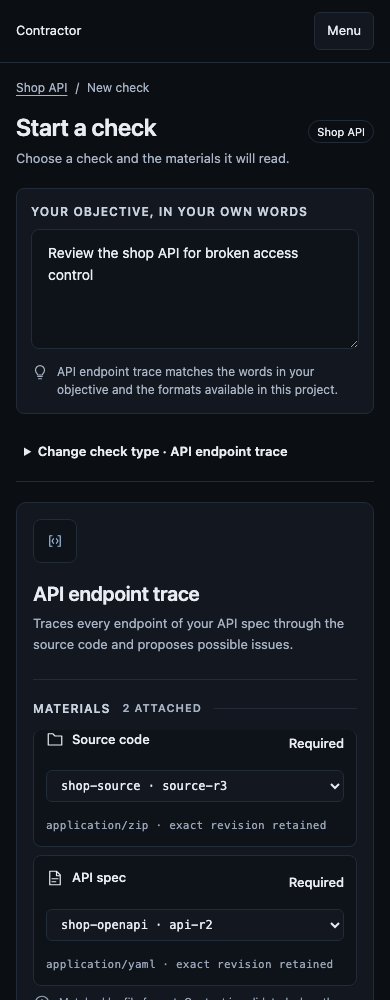 Contractor
Menu
Shop API / New check
Start a check
Shop API
Choose a check and the materials it will read.
YOUR OBJECTIVE, IN YOUR OWN WORDS
Review the shop API for broken access
control
API endpoint trace matches the words in your
objective and the formats available in this project.
Change check type · API endpoint trace
API endpoint trace
Traces every endpoint of your API spec through the
source code and proposes possible issues.
MATERIALS 2 ATTACHED
Source code
Required
shop-source · source-r3
application/zip · exact revision retained
API spec
Required
shop-openapi · api-r2
application/yaml · exact revision retained